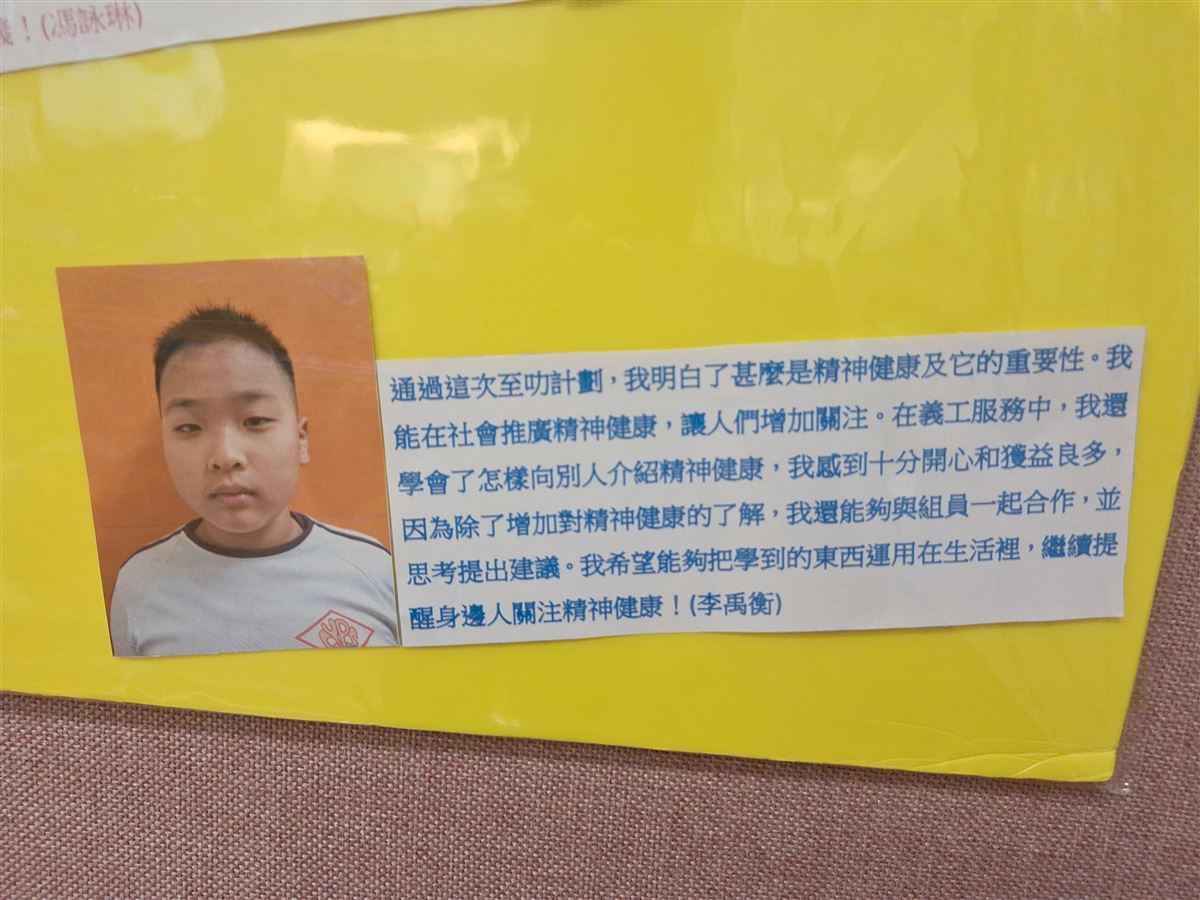 ！(馮詠琳)
通過這次至叻計劃，我明白了甚麼是精神健康及它的重要性。我
能在社會推廣精神健康，讓人們增加關注。在義工服務中，我還
學會了怎樣向別人介紹精神健康，我感到十分開心和獲益良多，
因為除了增加對精神健康的了解，我還能夠與組員一起合作，並
思考提出建議。我希望能夠把學到的東西運用在生活裡，繼續提
醒身邊人關注精神健康！(李禹衡)